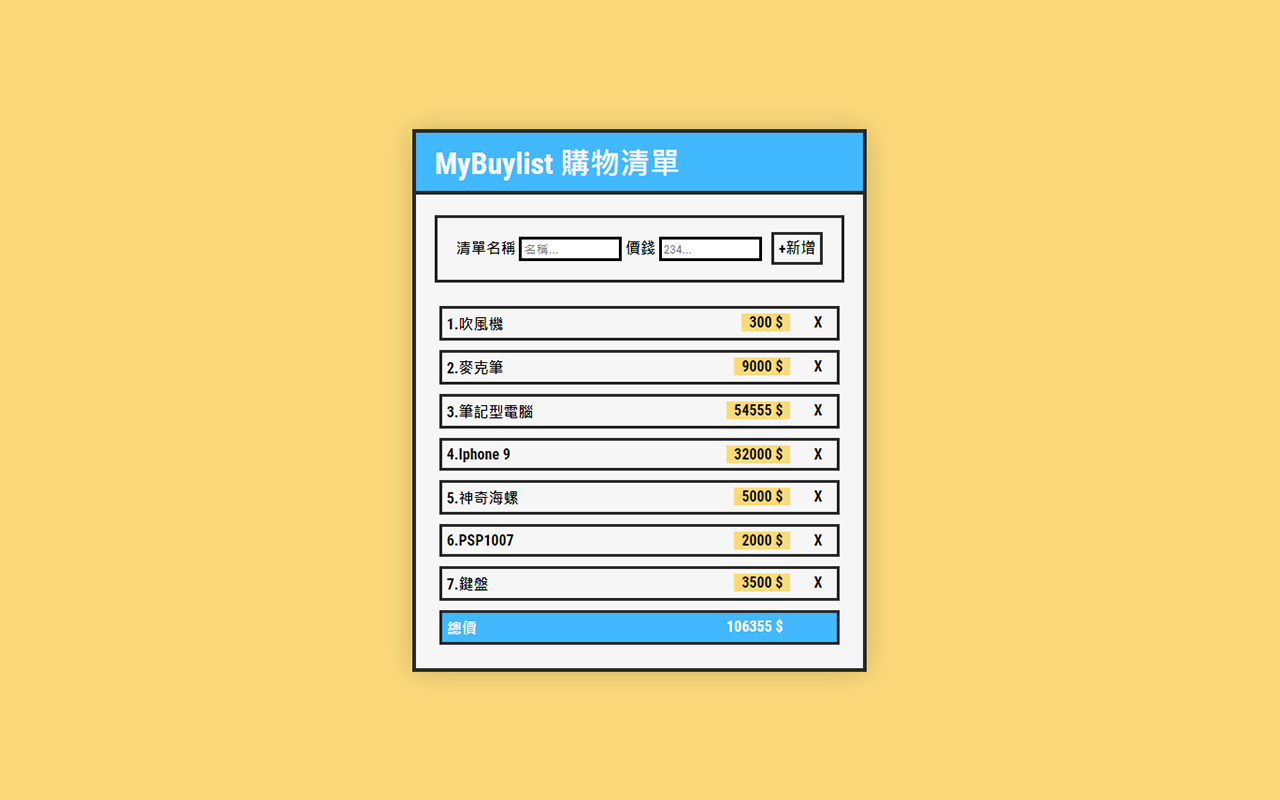 MyBuylist 購物清單
清單名稱 名稱... 價錢 234... +新增
1.吹風機 300 $ X
2.麥克筆 9000 $ X
3.筆記型電腦 54555 $ X
4.Iphone 9 32000 $ X
5.神奇海螺 5000 $ X
6.PSP1007 2000 $ X
7.鍵盤 3500 $ X
總價 106355 $